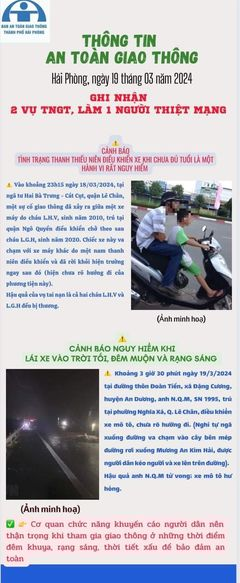 BAN AN TOÀN GIAO THÔNG
THÀNH PHỐ HẢI PHÒNG
THÔNG TIN
AN TOÀN GIAO THÔNG
Hải Phòng, ngày 19 tháng 03 năm 2024
GHI NHẬN
2 VỤ TNGT, LÀM 1 NGƯỜI THIỆT MẠNG
⚠️
CẢNH BÁO
TÌNH TRẠNG THANH THIẾU NIÊN ĐIỀU KHIỂN XE KHI CHƯA ĐỦ TUỔI LÀ MỘT
HÀNH VI RẤT NGUY HIỂM
⚠️ Vào khoảng 23h15 ngày 18/03/2024, tại
ngã tư Hai Bà Trưng - Cát Cụt, quận Lê Chân,
một sự cố giao thông đã xảy ra giữa một xe
máy do cháu L.H.V, sinh năm 2010, trú tại
quận Ngô Quyền điều khiển chở theo sau
cháu L.G.H, sinh năm 2020. Chiếc xe này va
chạm với xe máy khác do một nam thanh
niên điều khiển và đã rời khỏi hiện trường
ngay sau đó (hiện chưa rõ hướng đi của
phương tiện này).
Hậu quả của vụ tai nạn là cả hai cháu L.H.V và
L.G.H đều bị thương.
(Ảnh minh hoạ)
⚠️
CẢNH BÁO NGUY HIỂM KHI
LÁI XE VÀO TRỜI TỐI, ĐÊM MUỘN VÀ RẠNG SÁNG
⚠️ Khoảng 3 giờ 30 phút ngày 19/3/2024
tại đường thôn Đoàn Tiến, xã Đặng Cương,
huyện An Dương, anh N.Q.M, SN 1995, trú
tại phường Nghĩa Xá, Q. Lê Chân, điều khiển
xe mô tô, chưa rõ hướng đi. (Nghi tự ngã
xuống đường va chạm vào cây bên mép
đường rơi xuống Mương An Kim Hải, được
người dân kéo người và xe lên trên đường).
Hậu quả anh N.Q.M tử vong; xe mô tô hư
hỏng.
(Ảnh minh hoạ)
✅ 👉 Cơ quan chức năng khuyến cáo người dân nên
thận trọng khi tham gia giao thông ở những thời điểm
đêm khuya, rạng sáng, thời tiết xấu để bảo đảm an
toàn